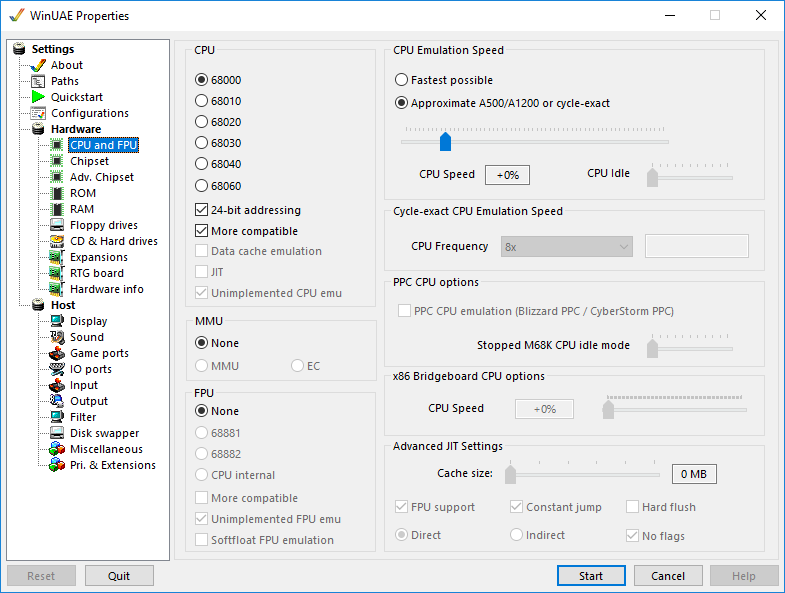 WinUAE Properties
Settings
About
Paths
Quickstart
Configurations
Hardware
CPU and FPU
Chipset
Adv. Chipset
ROM
RAM
Floppy drives
CD & Hard drives
Expansions
RTG board
Hardware info
Host
Display
Sound
Game ports
IO ports
Input
Output
Filter
Disk swapper
Miscellaneous
Pri. & Extensions
CPU
68000
68010
68020
68030
68040
68060
24-bit addressing
More compatible
Data cache emulation
JIT
Unimplemented CPU emu
MMU
None
MMU EC
FPU
None
68881
68882
CPU internal
More compatible
Unimplemented FPU emu
Softfloat FPU emulation
CPU Emulation Speed
Fastest possible
Approximate A500/A1200 or cycle-exact
CPU Speed +0% CPU Idle
Cycle-exact CPU Emulation Speed
CPU Frequency 8x
PPC CPU options
PPC CPU emulation (Blizzard PPC / CyberStorm PPC)
Stopped M68K CPU idle mode
x86 Bridgeboard CPU options
CPU Speed +0%
Advanced JIT Settings
Cache size: 0 MB
FPU support Constant jump Hard flush
Direct Indirect No flags
Reset Quit Start Cancel Help